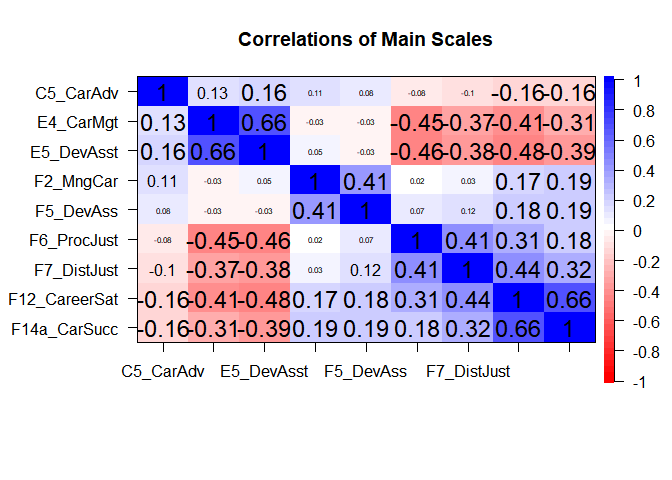 Correlations of Main Scales
C5_CarAdv 1 0.13 0.16 0.11 0.08 -0.08 -0.1 -0.16 -0.16 1
E4_CarMgt 0.13 1 0.66 -0.03 -0.03 -0.45 -0.37 -0.41 -0.31 0.8
E5_DevAsst 0.16 0.66 1 0.05 -0.03 -0.46 -0.38 -0.48 -0.39 0.6
F2_MngCar 0.11 -0.03 0.05 1 0.41 0.02 0.03 0.17 0.19 0.4
0.2
F5_DevAss 0.08 -0.03 -0.03 0.41 1 0.07 0.12 0.18 0.19 0
F6_ProcJust -0.08 -0.45 -0.46 0.02 0.07 1 0.41 0.31 0.18 -0.2
F7_DistJust -0.1 -0.37 -0.38 0.03 0.12 0.41 1 0.44 0.32 -0.4
F12_CareerSat -0.16 -0.41 -0.48 0.17 0.18 0.31 0.44 1 0.66 -0.6
F14a_CarSucc -0.16 -0.31 -0.39 0.19 0.19 0.18 0.32 0.66 1 -0.8
-1
C5_CarAdv E5_DevAsst F5_DevAss F7_DistJust